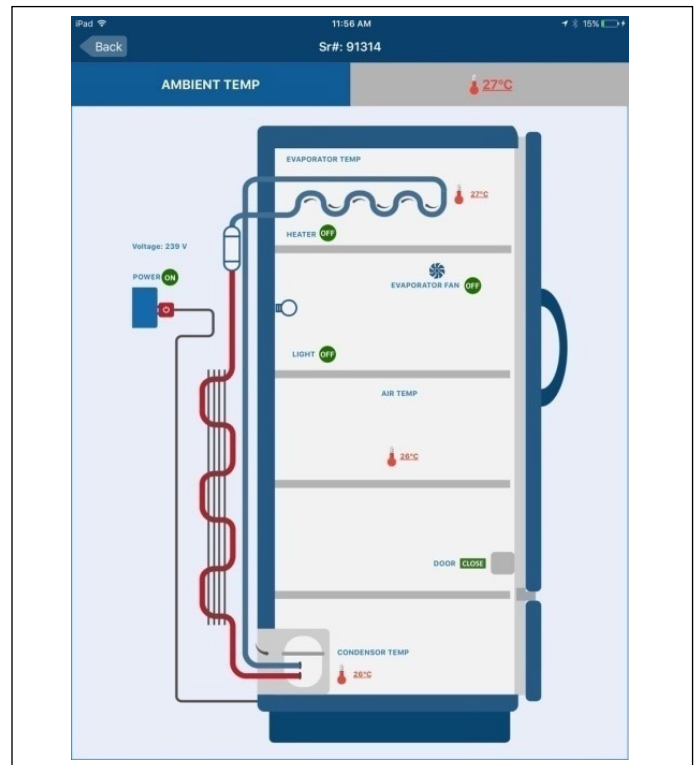 iPad 11:56 AM 15%
Back Sr#: 91314
AMBIENT TEMP 27°C
EVAPORATOR TEMP
27°C
HEATER OFF
Voltage: 239 V
POWER ON
EVAPORATOR FAN OFF
LIGHT OFF
AIR TEMP
26°C
DOOR CLOSE
CONDENSOR TEMP
26°C